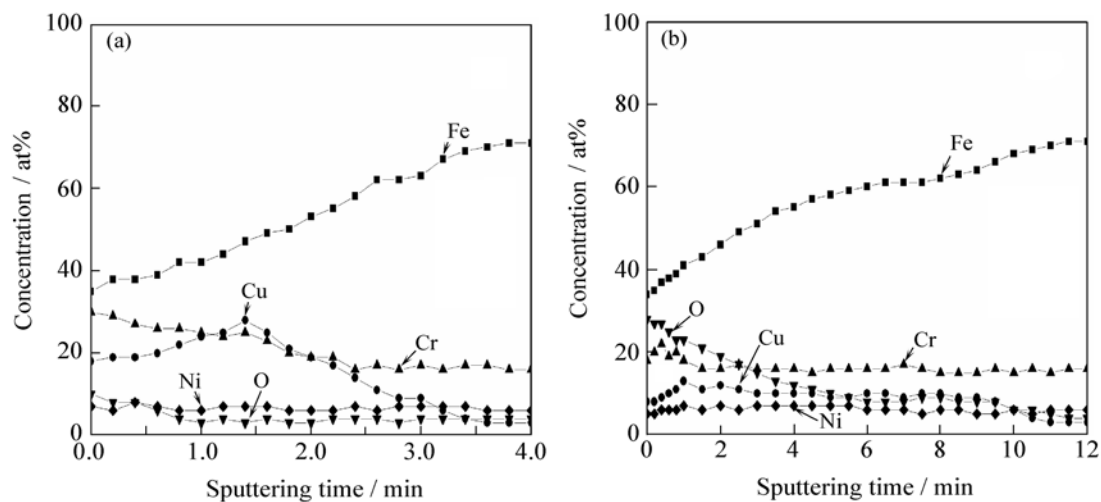 (a)
100
80
60
40
20
0
Concentration / at%
Fe
Cu
Cr
Ni
O
0.0 1.0 2.0 3.0 4.0
Sputtering time / min
(b)
100
80
60
40
20
0
Concentration / at%
Fe
O
Cu
Cr
Ni
0 2 4 6 8 10 12
Sputtering time / min